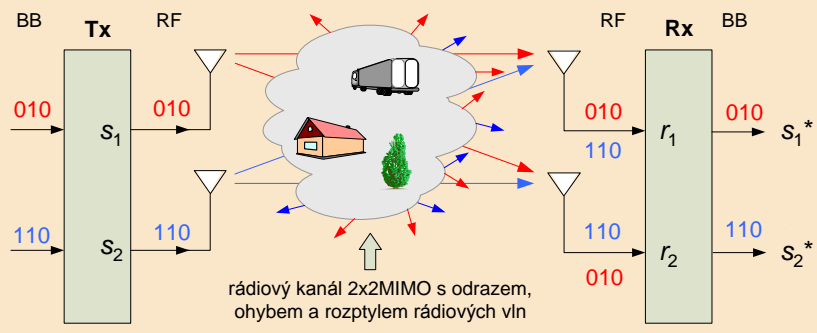 BB Tx RF RF Rx BB
010 s1 010 010 r1 010 s1*
110
110 s2 110 110 r2 110 s2*
010
rádiový kanál 2x2MIMO s odrazem,
ohybem a rozptylem rádiových vln